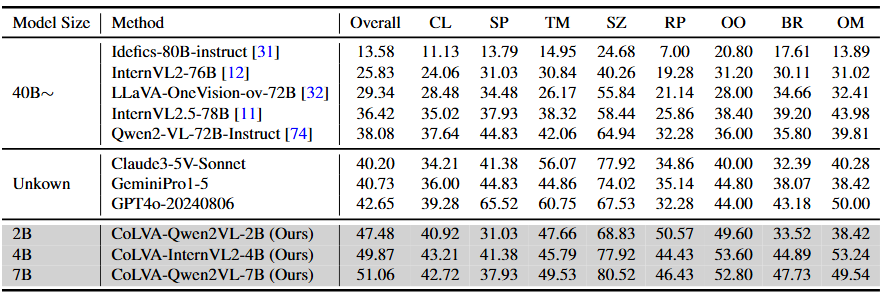 Model Size Method Overall CL SP TM SZ RP OO BR OM
Idefics-80B-instruct [31] 13.58 11.13 13.79 14.95 24.68 7.00 20.80 17.61 13.89
InternVL2-76B [12] 25.83 24.06 31.03 30.84 40.26 19.28 31.20 30.11 31.02
40B∼ LLaVA-OneVision-ov-72B [32] 29.34 28.48 34.48 26.17 55.84 21.14 28.00 34.66 32.41
InternVL2.5-78B [11] 36.42 35.02 37.93 38.32 58.44 25.86 38.40 39.20 43.98
Qwen2-VL-72B-Instruct [74] 38.08 37.64 44.83 42.06 64.94 32.28 36.00 35.80 39.81
Claude3-5V-Sonnet 40.20 34.21 41.38 56.07 77.92 34.86 40.00 32.39 40.28
Unkown GeminiPro1-5 40.73 36.00 44.83 44.86 74.02 35.14 44.80 38.07 38.42
GPT4o-20240806 42.65 39.28 65.52 60.75 67.53 32.28 44.00 43.18 50.00
2B CoLVA-Qwen2VL-2B (Ours) 47.48 40.92 31.03 47.66 68.83 50.57 49.60 33.52 38.42
4B CoLVA-InternVL2-4B (Ours) 49.87 43.21 41.38 45.79 77.92 44.43 53.60 44.89 53.24
7B CoLVA-Qwen2VL-7B (Ours) 51.06 42.72 37.93 49.53 80.52 46.43 52.80 47.73 49.54